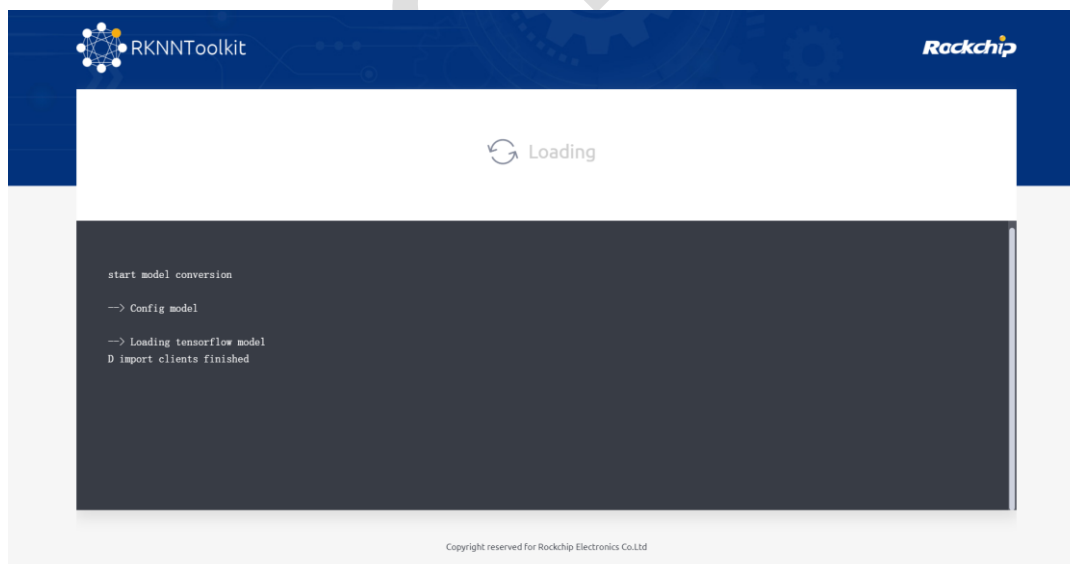 RKNNToolkit
Rockchip
Loading
start model conversion
--> Config model
--> Loading tensorflow model
D import clients finished
Copyright reserved for Rockchip Electronics Co.Ltd